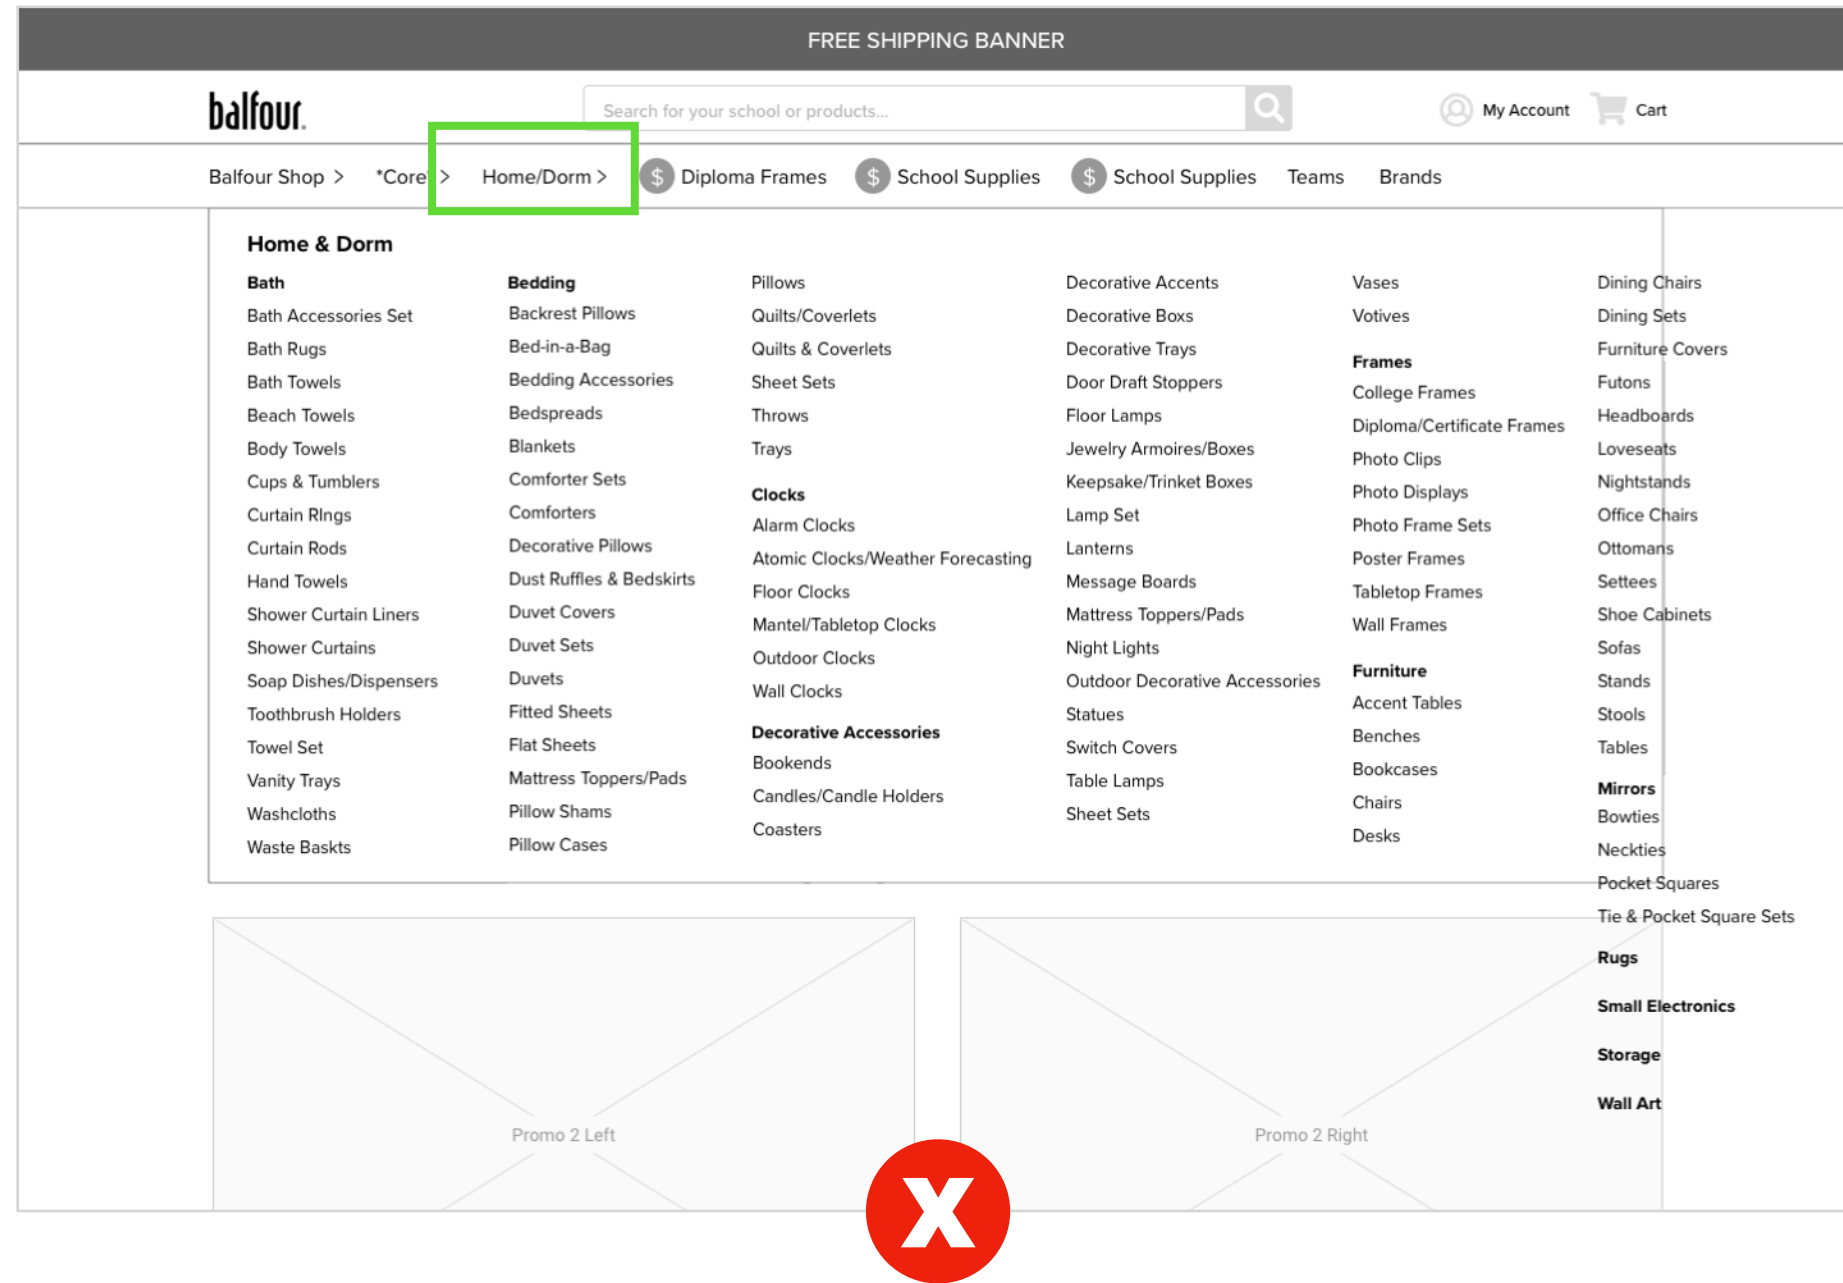 FREE SHIPPING BANNER
balfour.
Search for your school or products...
My Account
Cart
Balfour Shop >
*Core* >
Home/Dorm >
$ Diploma Frames
$ School Supplies
$ School Supplies
Teams
Brands
Home & Dorm
Bath
Bath Accessories Set
Bath Rugs
Bath Towels
Beach Towels
Body Towels
Cups & Tumblers
Curtain RIngs
Curtain Rods
Hand Towels
Shower Curtain Liners
Shower Curtains
Soap Dishes/Dispensers
Toothbrush Holders
Towel Set
Vanity Trays
Washcloths
Waste Baskts
Bedding
Backrest Pillows
Bed-in-a-Bag
Bedding Accessories
Bedspreads
Blankets
Comforter Sets
Comforters
Decorative Pillows
Dust Ruffles & Bedskirts
Duvet Covers
Duvet Sets
Duvets
Fitted Sheets
Flat Sheets
Mattress Toppers/Pads
Pillow Shams
Pillow Cases
Pillows
Quilts/Coverlets
Quilts & Coverlets
Sheet Sets
Throws
Trays
Clocks
Alarm Clocks
Atomic Clocks/Weather Forecasting
Floor Clocks
Mantel/Tabletop Clocks
Outdoor Clocks
Wall Clocks
Decorative Accessories
Bookends
Candles/Candle Holders
Coasters
Decorative Accents
Decorative Boxs
Decorative Trays
Door Draft Stoppers
Floor Lamps
Jewelry Armoires/Boxes
Keepsake/Trinket Boxes
Lamp Set
Lanterns
Message Boards
Mattress Toppers/Pads
Night Lights
Outdoor Decorative Accessories
Statues
Switch Covers
Table Lamps
Sheet Sets
Vases
Votives
Frames
College Frames
Diploma/Certificate Frames
Photo Clips
Photo Displays
Photo Frame Sets
Poster Frames
Tabletop Frames
Wall Frames
Furniture
Accent Tables
Benches
Bookcases
Chairs
Desks
Dining Chairs
Dining Sets
Furniture Covers
Futons
Headboards
Loveseats
Nightstands
Office Chairs
Ottomans
Settees
Shoe Cabinets
Sofas
Stands
Stools
Tables
Mirrors
Bowties
Neckties
Pocket Squares
Tie & Pocket Square Sets
Rugs
Small Electronics
Storage
Wall Art
Promo 2 Left
Promo 2 Right
X